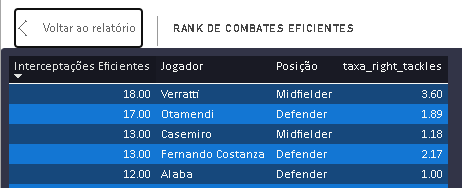 Voltar ao relatório RANK DE COMBATES EFICIENTES
Interceptações Eficientes Jogador Posição taxa_right_tackles
18.00 Verratti Midfielder 3.60
17.00 Otamendi Defender 1.89
13.00 Casemiro Midfielder 1.18
13.00 Fernando Costanza Defender 2.17
12.00 Alaba Defender 1.00